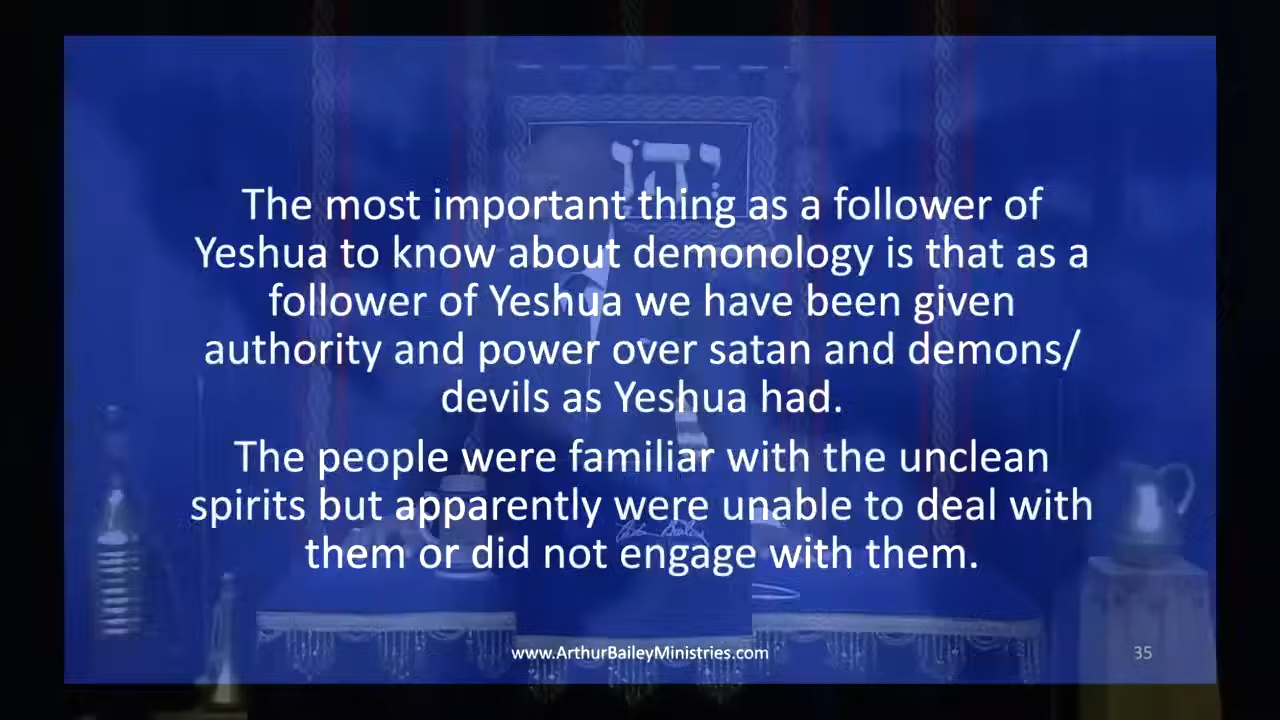 יהו
The most important thing as a follower of
Yeshua to know about demonology is that as a
follower of Yeshua we have been given
authority and power over satan and demons/
devils as Yeshua had.
The people were familiar with the unclean
spirits but apparently were unable to deal with
them or did not engage with them.
www.ArthurBaileyMinistries.com
35